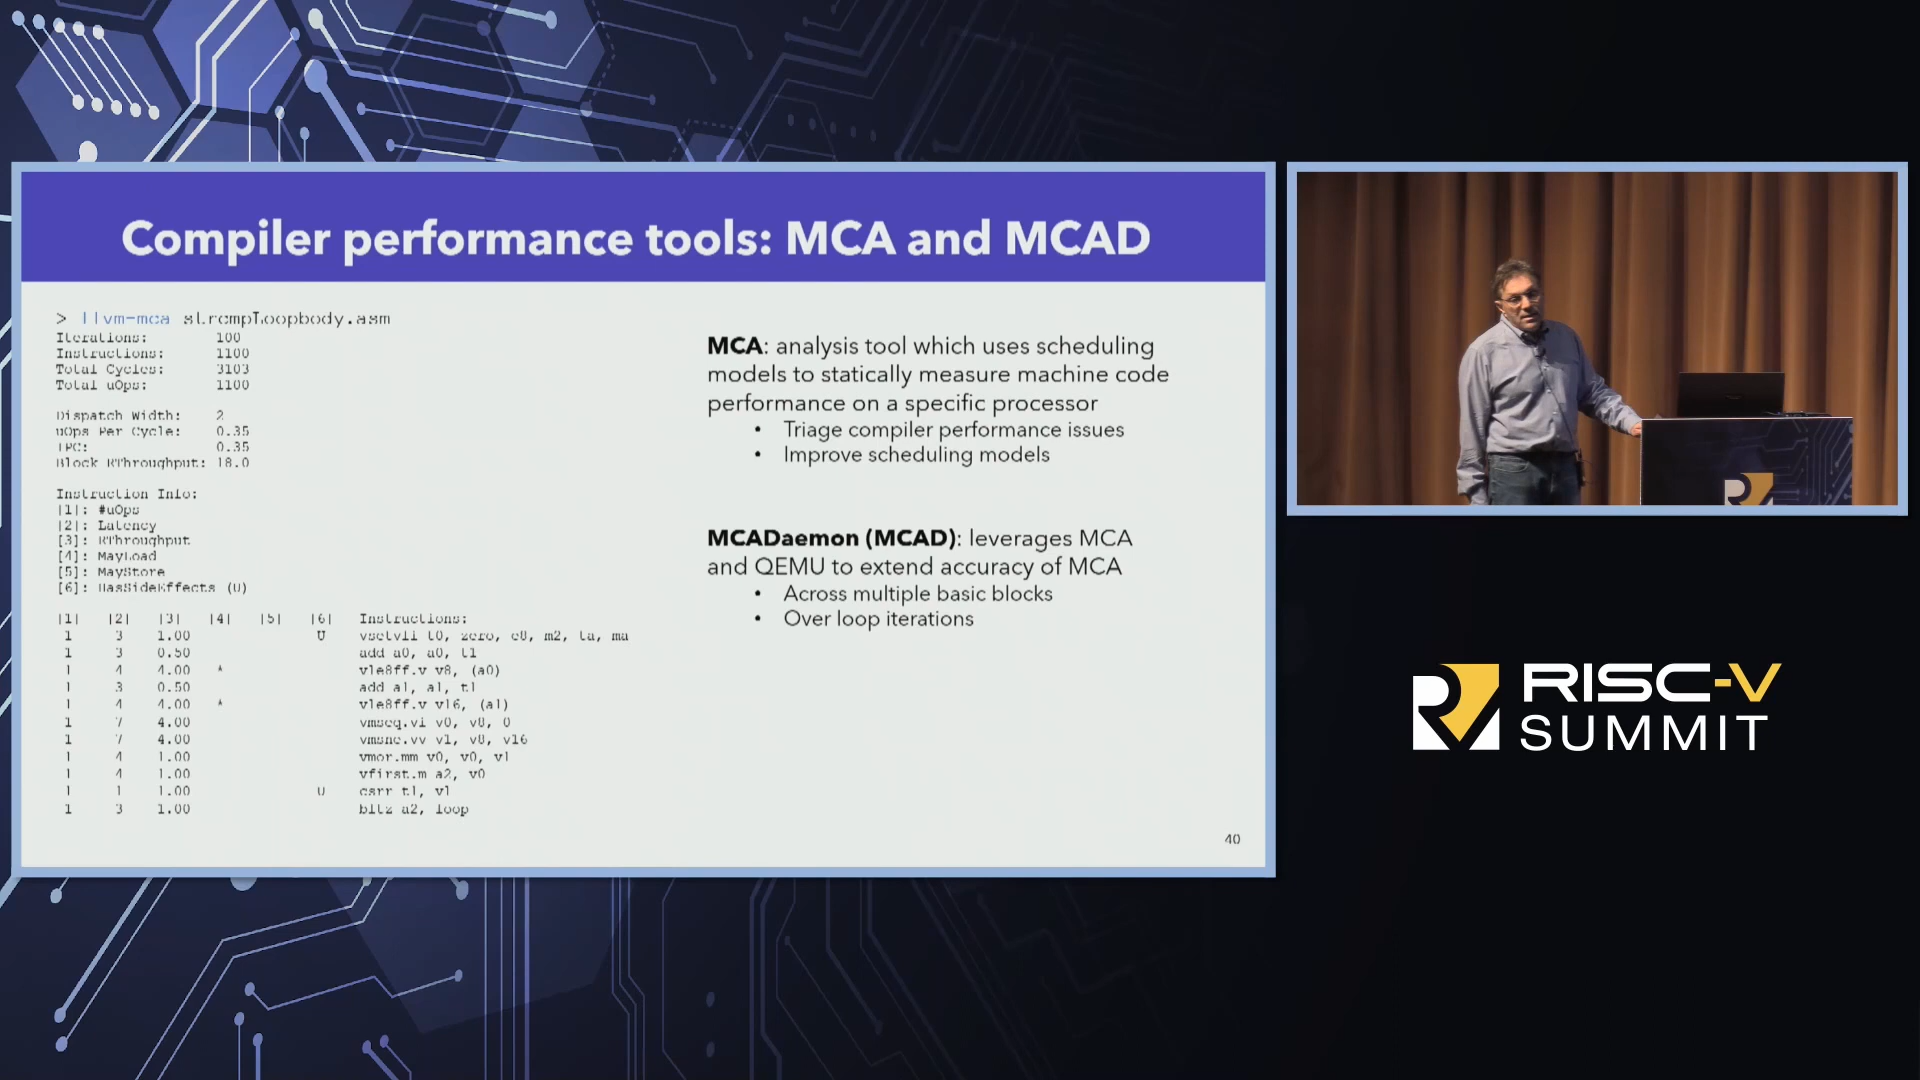 Compiler performance tools: MCA and MCAD
> llvm-mca strcmpLoopbody.asm
Iterations: 100
Instructions: 1100
Total Cycles: 3103
Total uOps: 1100
Dispatch Width: 2
uOps Per Cycle: 0.35
IPC: 0.35
Block RThroughput: 18.0
Instruction Info:
[1]: #uOps
[2]: Latency
[3]: RThroughput
[4]: MayLoad
[5]: MayStore
[6]: HasSideEffects (U)
[1] [2] [3] [4] [5] [6] Instructions:
1 3 1.00 U vsetvli t0, zero, e8, m2, ta, ma
1 3 0.50 add a0, a0, t1
1 4 4.00 * vle8ff.v v8, (a0)
1 3 0.50 add a1, a1, t1
1 4 4.00 * vle8ff.v v16, (a1)
1 7 4.00 vmseq.vi v0, v8, 0
1 7 4.00 vmsne.vv v1, v8, v16
1 4 1.00 vmor.mm v0, v0, v1
1 4 1.00 vfirst.m a2, v0
1 1 1.00 U csrr t1, vl
1 3 1.00 bltz a2, loop
MCA: analysis tool which uses scheduling
models to statically measure machine code
performance on a specific processor
• Triage compiler performance issues
• Improve scheduling models
MCADaemon (MCAD): leverages MCA
and QEMU to extend accuracy of MCA
• Across multiple basic blocks
• Over loop iterations
40
RISC-V
SUMMIT